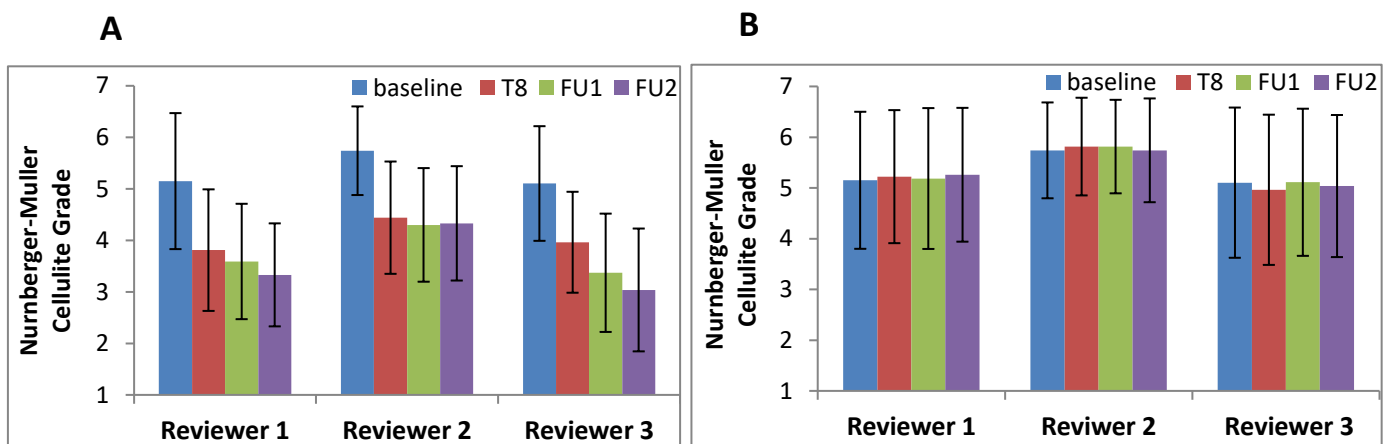 A
baseline T8 FU1 FU2
Nurnberger-Muller
Cellulite Grade
7
6
5
4
3
2
1
Reviewer 1 Reviewer 2 Reviewer 3
B
baseline T8 FU1 FU2
Nurnberger-Muller
Cellulite Grade
7
6
5
4
3
2
1
Reviewer 1 Reviwer 2 Reviewer 3